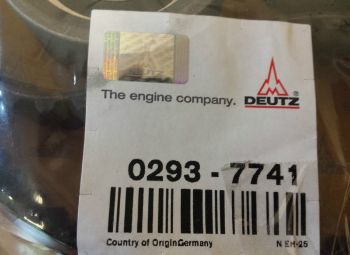 The engine company. DEUTZ®
0293 - 7741
Country of Origin:Germany N EH-25